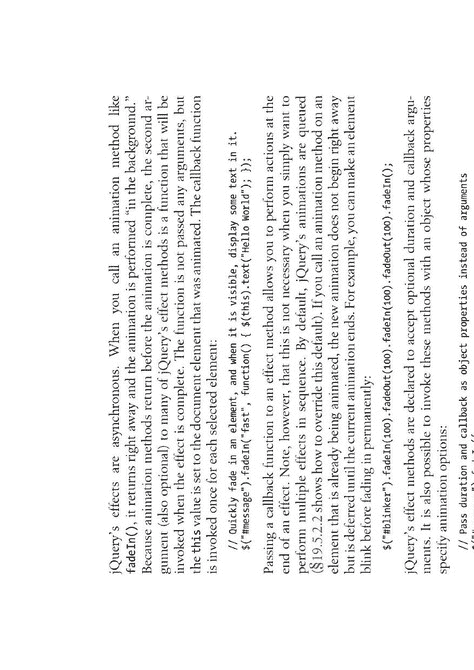 jQuery's effects are asynchronous. When you call an animation method like
fadeIn(), it returns right away and the animation is performed “in the background.”
Because animation methods return before the animation is complete, the second ar-
gument (also optional) to many of jQuery's effect methods is a function that will be
invoked when the effect is complete. The function is not passed any arguments, but
the this value is set to the document element that was animated. The callback function
is invoked once for each selected element:
// Quickly fade in an element, and when it is visible, display some text in it.
$("#message").fadeIn("fast", function() { $(this).text("Hello World"); });
Passing a callback function to an effect method allows you to perform actions at the
end of an effect. Note, however, that this is not necessary when you simply want to
perform multiple effects in sequence. By default, jQuery's animations are queued
(§19.5.2.2 shows how to override this default). If you call an animation method on an
element that is already being animated, the new animation does not begin right away
but is deferred until the current animation ends. For example, you can make an element
blink before fading in permanently:
$("#blinker").fadeIn(100).fadeOut(100).fadeIn(100).fadeOut(100).fadeIn();
jQuery's effect methods are declared to accept optional duration and callback argu-
ments. It is also possible to invoke these methods with an object whose properties
specify animation options:
// Pass duration and callback as object properties instead of arguments